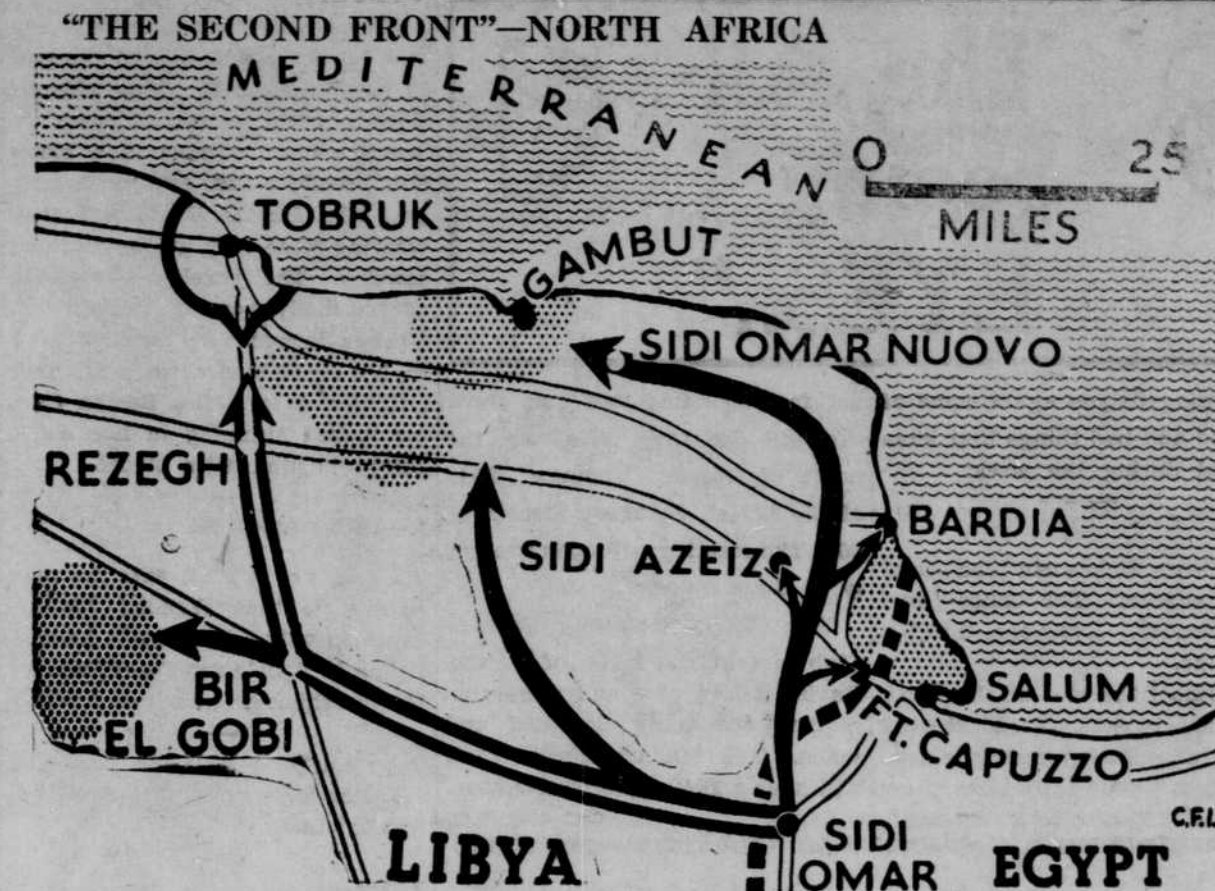 "THE SECOND FRONT"—NORTH AFRICA
MEDITERRANEAN
0 25
MILES
TOBRUK
GAMBUT
SIDI OMAR NUOVO
REZEGH
BARDIA
SIDI AZEIZ
BIR
EL GOBI
SALUM
FT. CAPUZZO
LIBYA
SIDI
OMAR
EGYPT
C.F.L